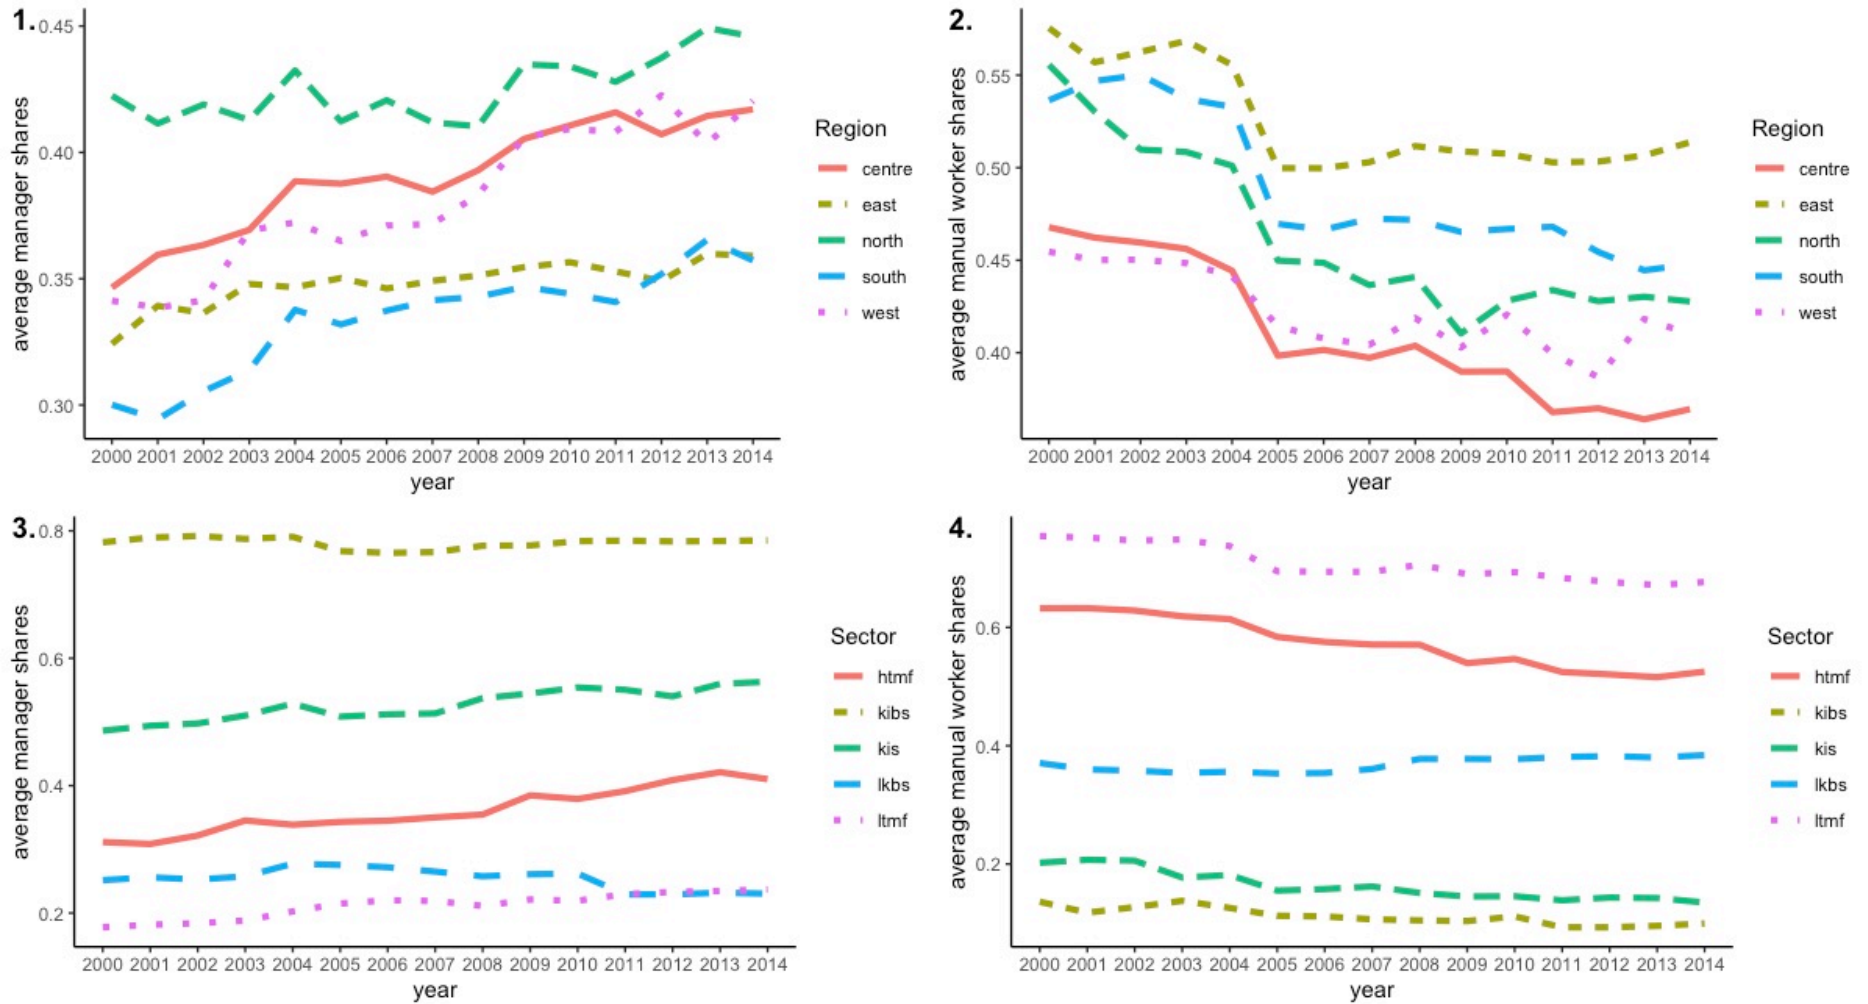 1.
average manager shares
0.45
0.40
0.35
0.30
2000 2001 2002 2003 2004 2005 2006 2007 2008 2009 2010 2011 2012 2013 2014
year
Region
centre
east
north
south
west
2.
average manual worker shares
0.55
0.50
0.45
0.40
2000 2001 2002 2003 2004 2005 2006 2007 2008 2009 2010 2011 2012 2013 2014
year
Region
centre
east
north
south
west
3.
average manager shares
0.8
0.6
0.4
0.2
2000 2001 2002 2003 2004 2005 2006 2007 2008 2009 2010 2011 2012 2013 2014
year
Sector
htmf
kibs
kis
lkbs
ltmf
4.
average manual worker shares
0.6
0.4
0.2
2000 2001 2002 2003 2004 2005 2006 2007 2008 2009 2010 2011 2012 2013 2014
year
Sector
htmf
kibs
kis
lkbs
ltmf